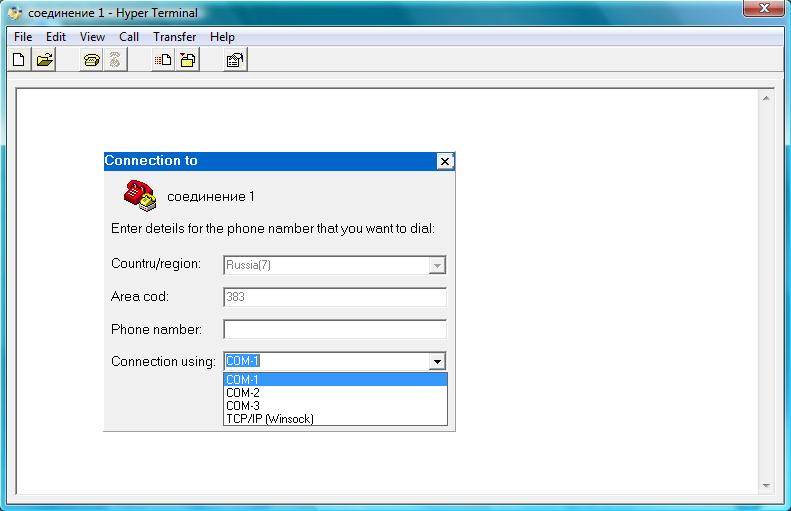 соединение 1 - Hyper Terminal
File Edit View Call Transfer Help
Connection to
соединение 1
Enter deteils for the phone namber that you want to dial:
Countru/region: Russia(7)
Area cod: 383
Phone namber:
Connection using: COM-1
COM-1
COM-2
COM-3
TCP/IP (Winsock)